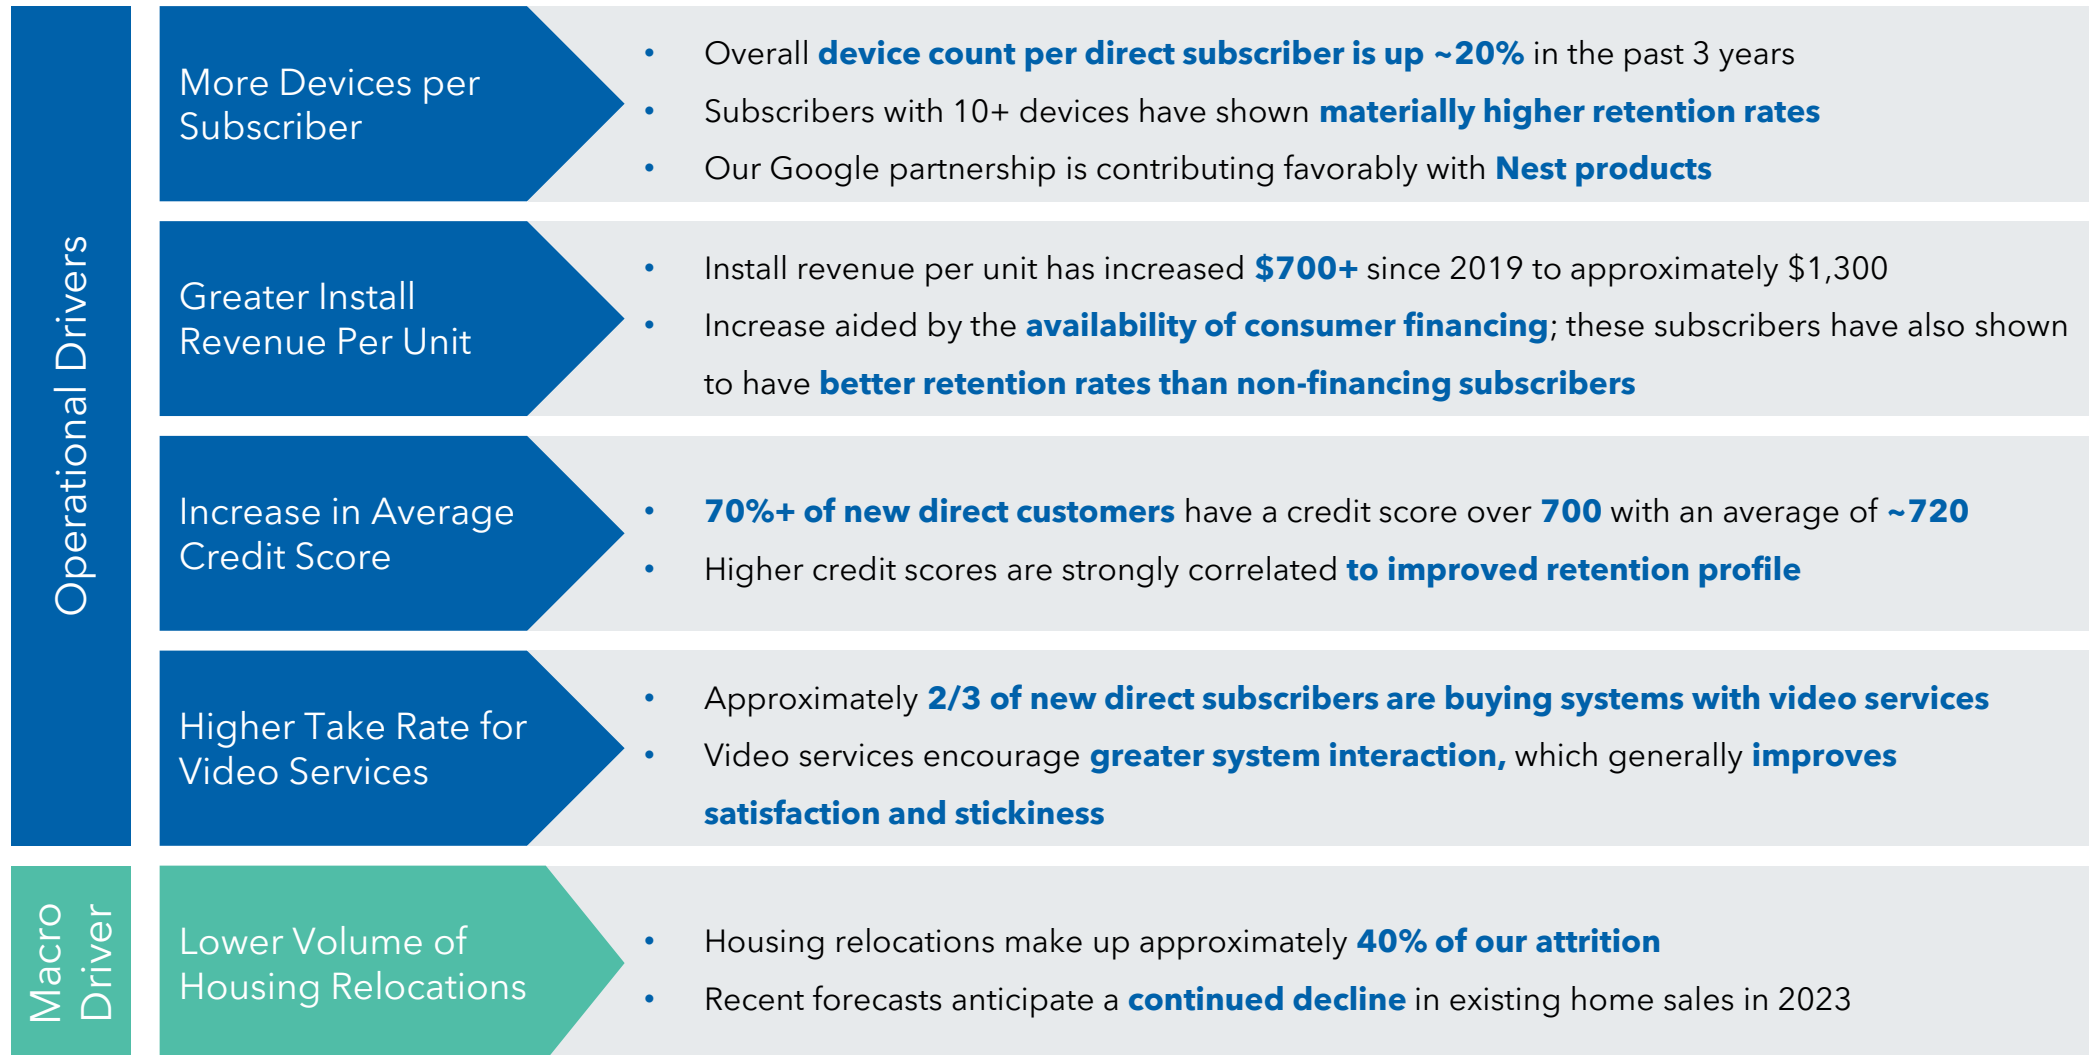 Operational Drivers
More Devices per
Subscriber
• Overall device count per direct subscriber is up ~20% in the past 3 years
• Subscribers with 10+ devices have shown materially higher retention rates
• Our Google partnership is contributing favorably with Nest products
Greater Install
Revenue Per Unit
• Install revenue per unit has increased $700+ since 2019 to approximately $1,300
• Increase aided by the availability of consumer financing; these subscribers have also shown
to have better retention rates than non-financing subscribers
Increase in Average
Credit Score
• 70%+ of new direct customers have a credit score over 700 with an average of ~720
• Higher credit scores are strongly correlated to improved retention profile
Higher Take Rate for
Video Services
• Approximately 2/3 of new direct subscribers are buying systems with video services
• Video services encourage greater system interaction, which generally improves
satisfaction and stickiness
Macro
Driver
Lower Volume of
Housing Relocations
• Housing relocations make up approximately 40% of our attrition
• Recent forecasts anticipate a continued decline in existing home sales in 2023